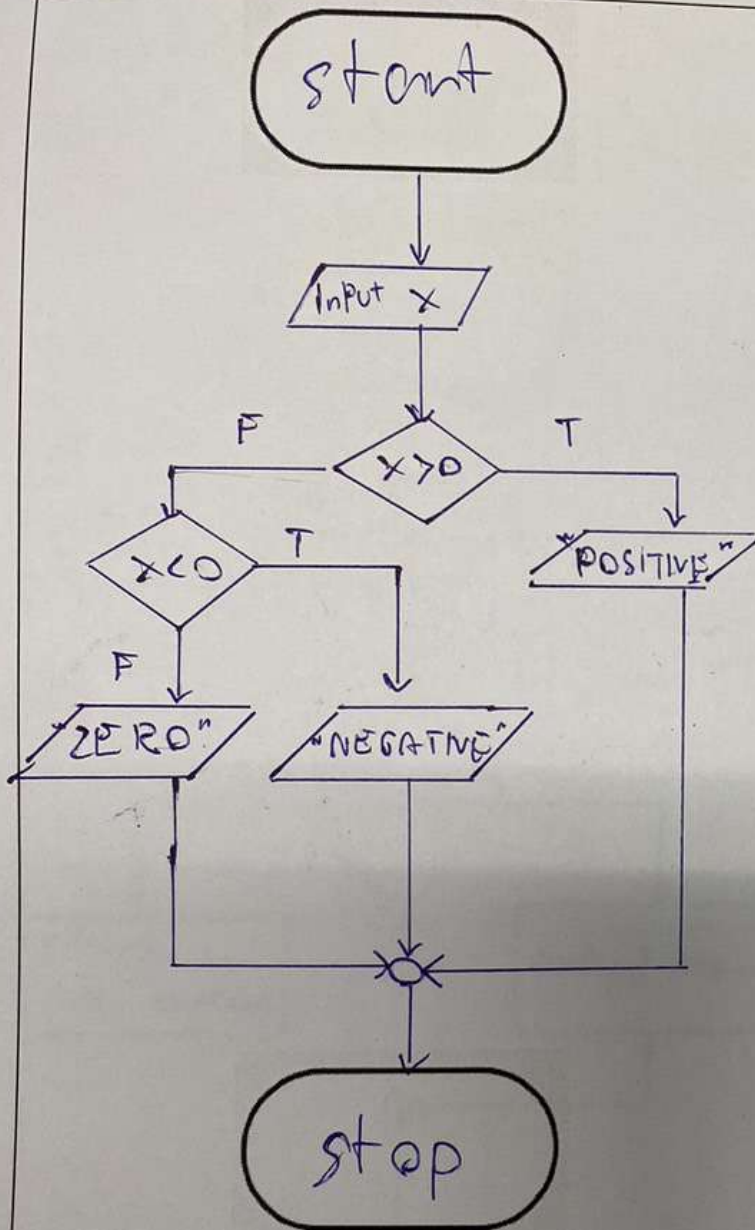 start
Input X
F
T
X>0
"POSITIVE"
X<0
T
F
"ZERO"
"NEGATIVE"
stop